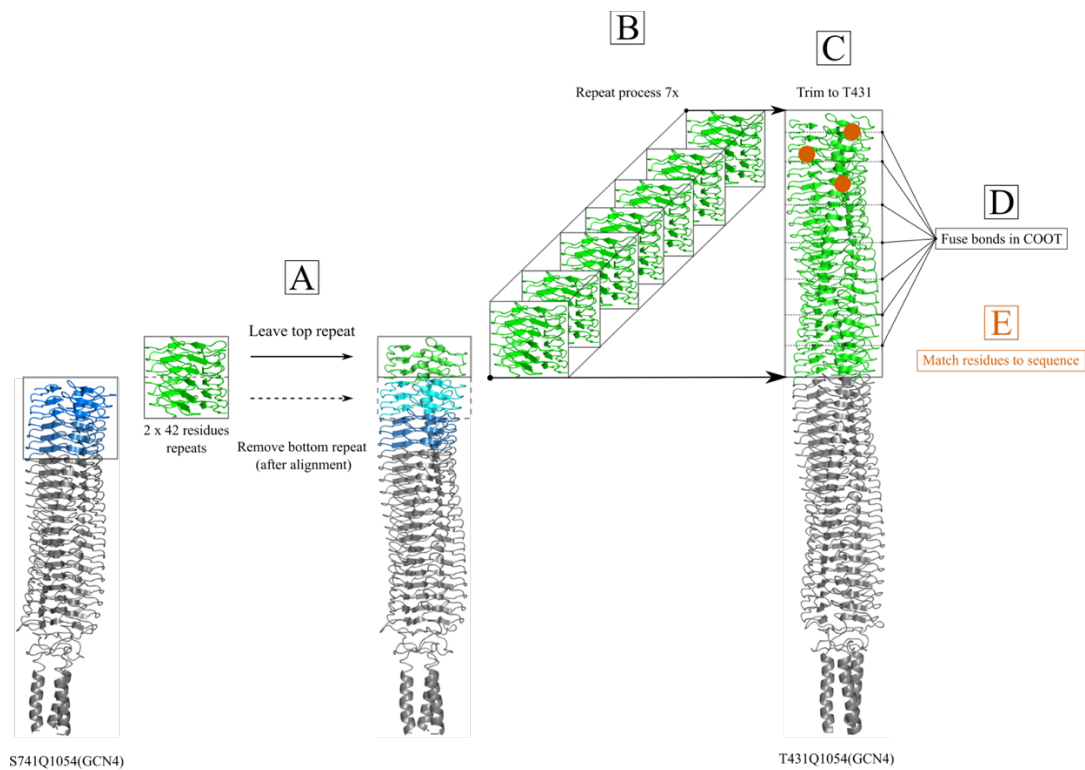 B
C
Repeat process 7x
Trim to T431
D
Fuse bonds in COOT
A
Leave top repeat
E
Match residues to sequence
2 x 42 residues
repeats
Remove bottom repeat
(after alignment)
S741Q1054(GCN4)
T431Q1054(GCN4)